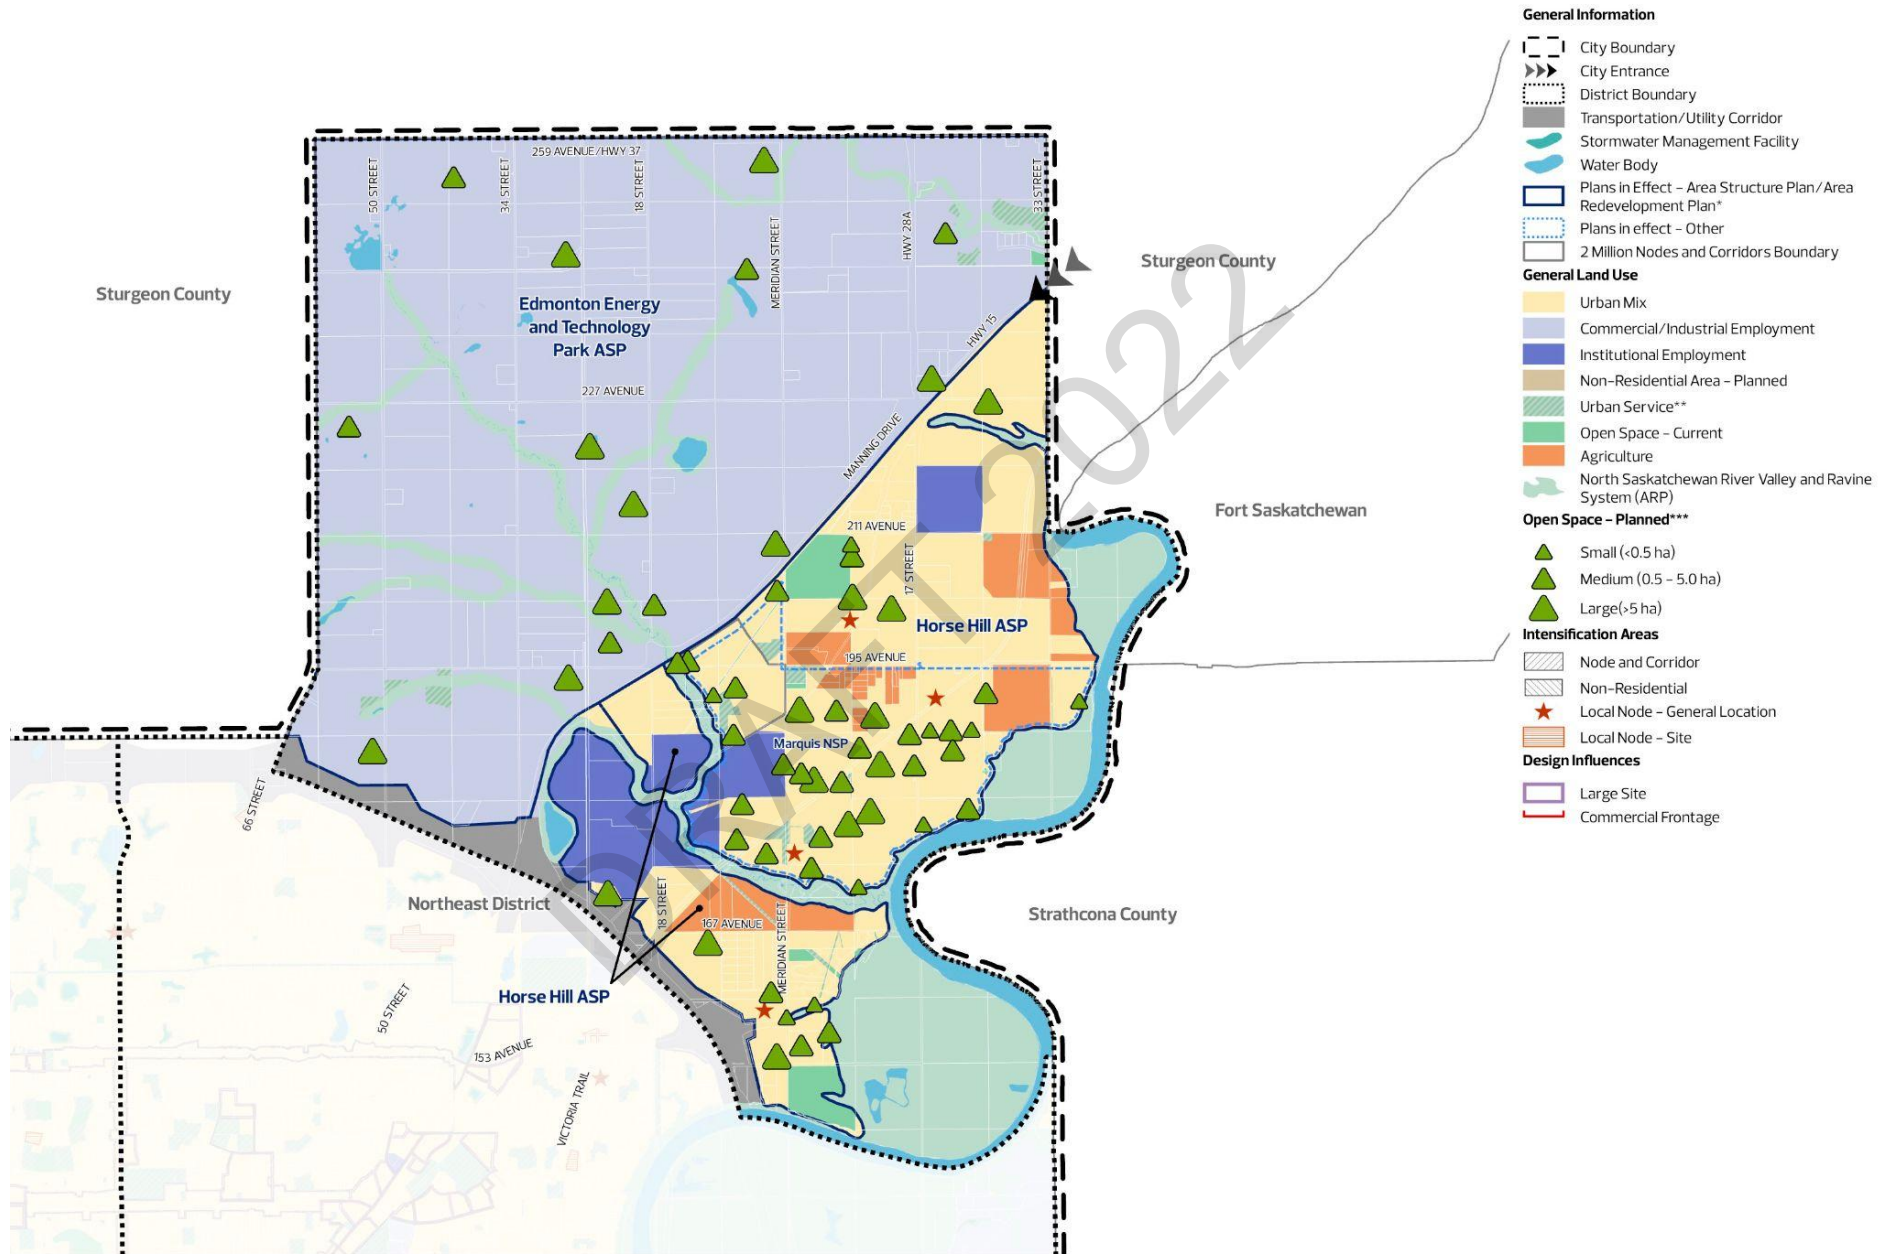 General Information
City Boundary
City Entrance
District Boundary
Transportation/Utility Corridor
Stormwater Management Facility
Water Body
Plans in Effect – Area Structure Plan/Area
Redevelopment Plan*
Plans in effect – Other
2 Million Nodes and Corridors Boundary
General Land Use
Urban Mix
Commercial/Industrial Employment
Institutional Employment
Non-Residential Area – Planned
Urban Service**
Open Space – Current
Agriculture
North Saskatchewan River Valley and Ravine
System (ARP)
Open Space – Planned***
Small (<0.5 ha)
Medium (0.5 – 5.0 ha)
Large(>5 ha)
Intensification Areas
Node and Corridor
Non-Residential
Local Node – General Location
Local Node – Site
Design Influences
Large Site
Commercial Frontage
259 AVENUE/HWY 37
50 STREET
34 STREET
18 STREET
MERIDIAN STREET
HWY 28A
33 STREET
Sturgeon County
Sturgeon County
Edmonton Energy
and Technology
Park ASP
HWY 15
227 AVENUE
MANNING DRIVE
Fort Saskatchewan
211 AVENUE
17 STREET
Horse Hill ASP
195 AVENUE
Marquis NSP
66 STREET
Northeast District
18 STREET
167 AVENUE
MERIDIAN STREET
Strathcona County
Horse Hill ASP
50 STREET
153 AVENUE
VICTORIA TRAIL
DRAFT 2022